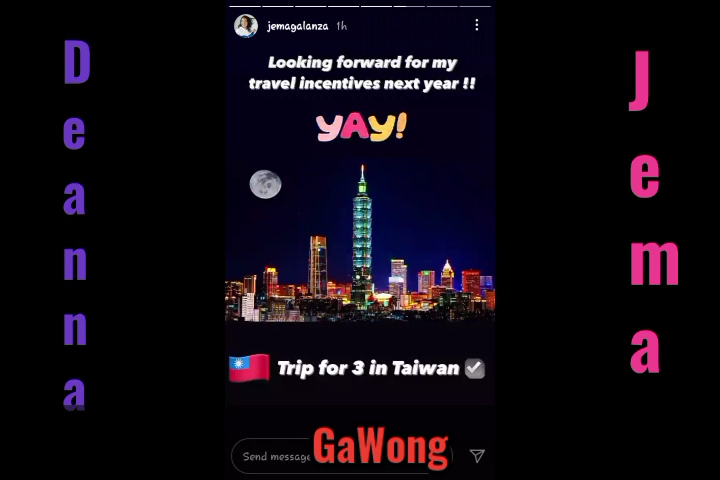 Deanna
jemagalanza 1h
Looking forward for my
travel incentives next year !!
YAY!
Trip for 3 in Taiwan
Send message
GaWong
Jema